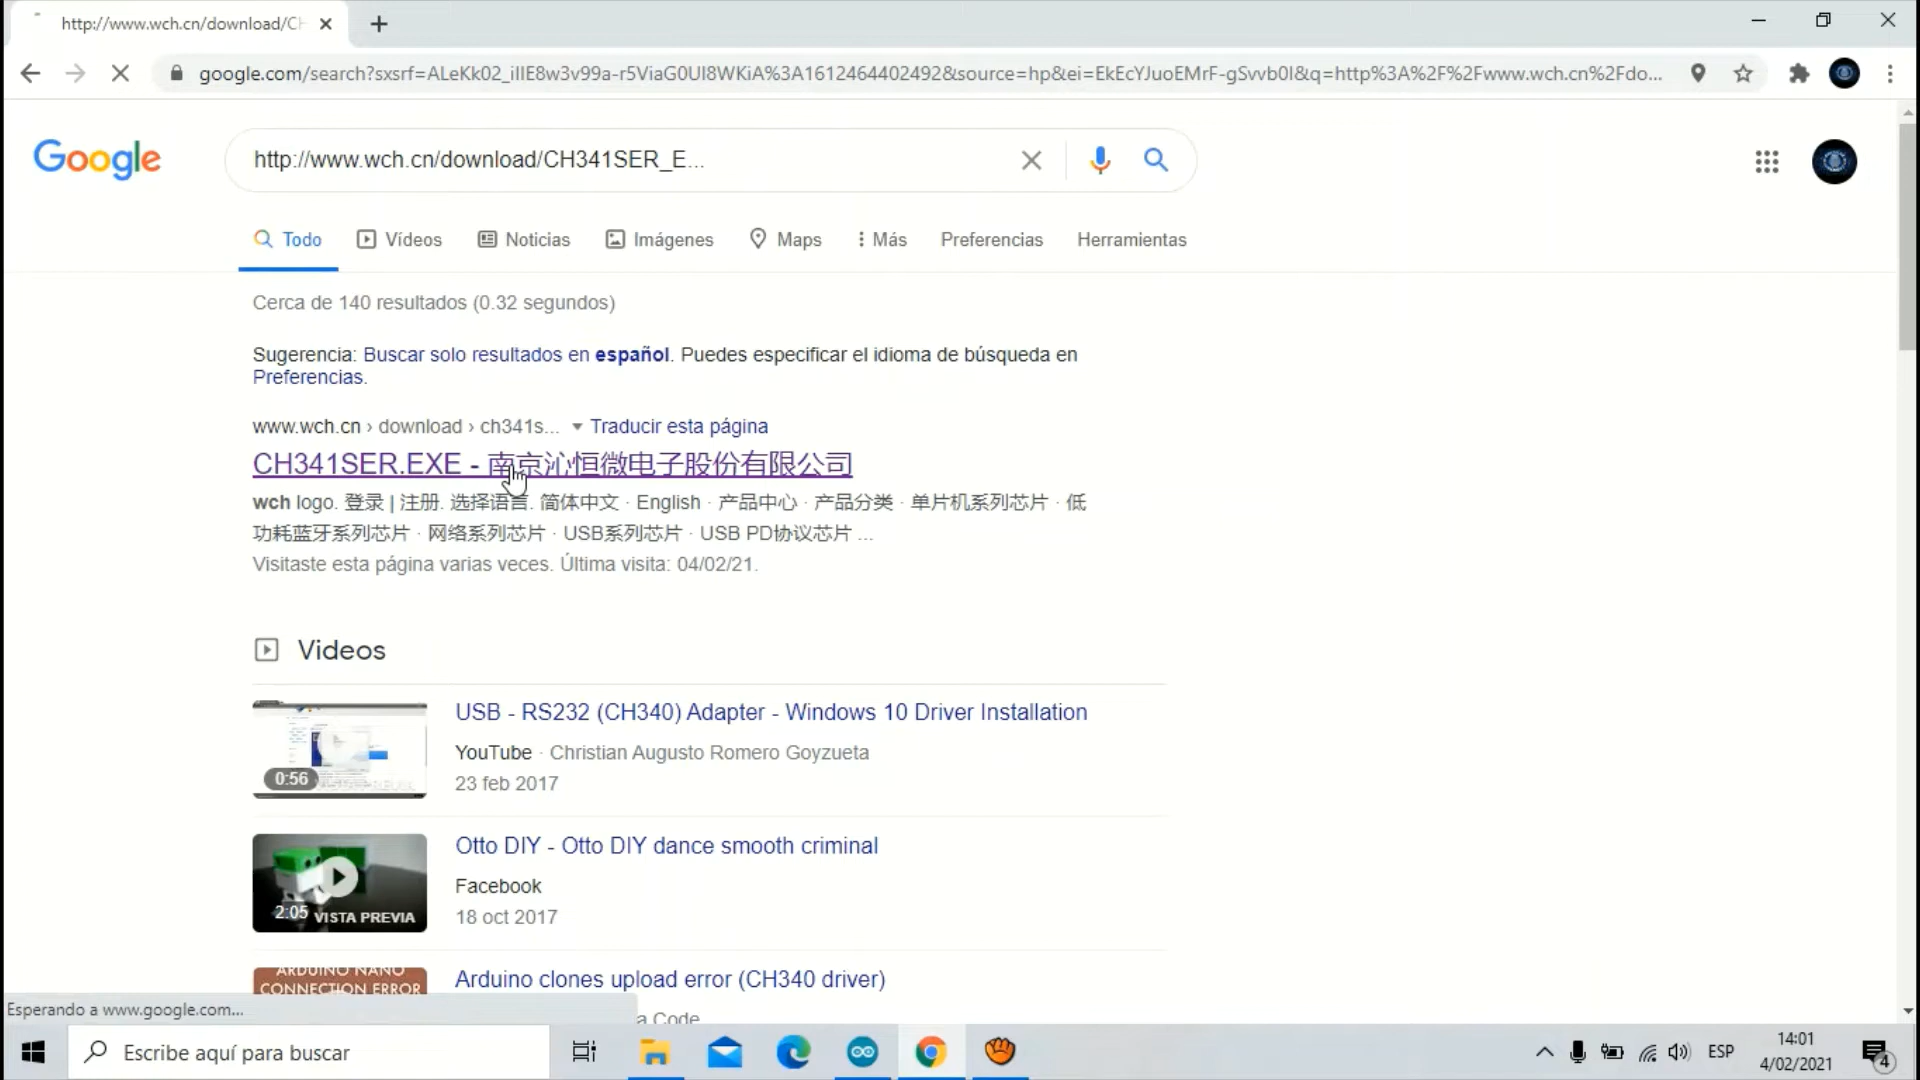 http://www.wch.cn/download/CH
google.com/search?sxsrf=ALeKk02_iIIE8w3v99a-r5ViaG0UI8WKiA%3A1612464402492&source=hp&ei=EkEcYJuoEMrF-gSvvb0I&q=http%3A%2F%2Fwww.wch.cn%2Fdo...
Google
http://www.wch.cn/download/CH341SER_E...
Todo Vídeos Noticias Imágenes Maps Más Preferencias Herramientas
Cerca de 140 resultados (0.32 segundos)
Sugerencia: Buscar solo resultados en español. Puedes especificar el idioma de búsqueda en
Preferencias.
www.wch.cn › download › ch341s... Traducir esta página
CH341SER.EXE - 南京沁恒微电子股份有限公司
wch logo. 登录 | 注册. 选择语言. 简体中文 · English · 产品中心 · 产品分类 · 单片机系列芯片 · 低
功耗蓝牙系列芯片 · 网络系列芯片 · USB系列芯片 · USB PD协议芯片 ...
Visitaste esta página varias veces. Última visita: 04/02/21.
Videos
USB - RS232 (CH340) Adapter - Windows 10 Driver Installation
YouTube · Christian Augusto Romero Goyzueta
0:56
23 feb 2017
Otto DIY - Otto DIY dance smooth criminal
Facebook
2:05 VISTA PREVIA
18 oct 2017
ARDUINO NANO
CONNECTION ERROR
Arduino clones upload error (CH340 driver)
a Code
Esperando a www.google.com...
Escribe aquí para buscar
ESP
14:01
4/02/2021
4